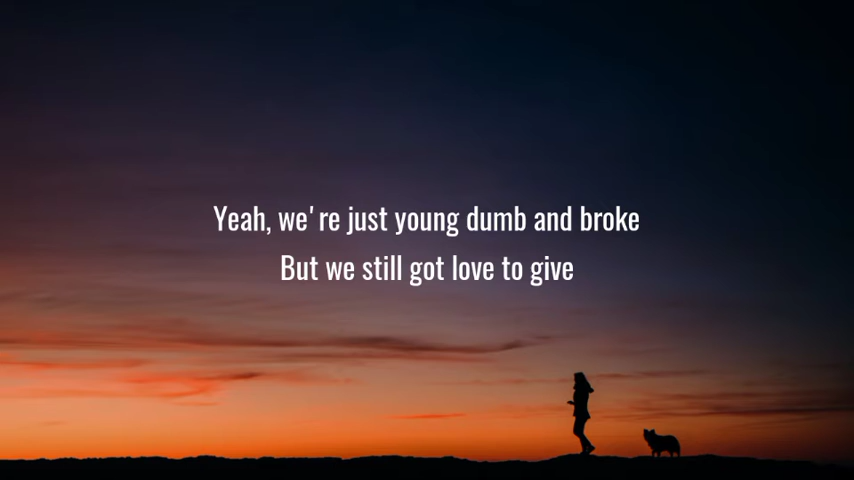 Yeah, we're just young dumb and broke
But we still got love to give